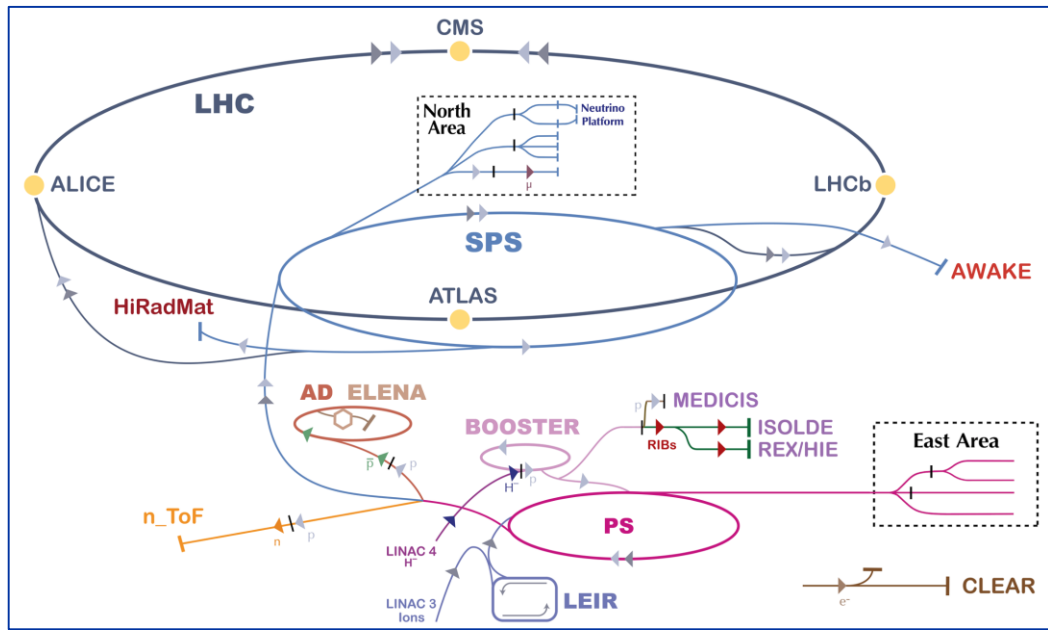 CMS
LHC
North
Area
Neutrino
Platform
μ
ALICE
LHCb
SPS
AWAKE
ATLAS
HiRadMat
AD ELENA
MEDICIS
p
BOOSTER
ISOLDE
RIBs
REX/HIE
East Area
p̅
p
p
H⁻
n_ToF
n
p
PS
LINAC 4
H⁻
LEIR
LINAC 3
Ions
CLEAR
e⁻